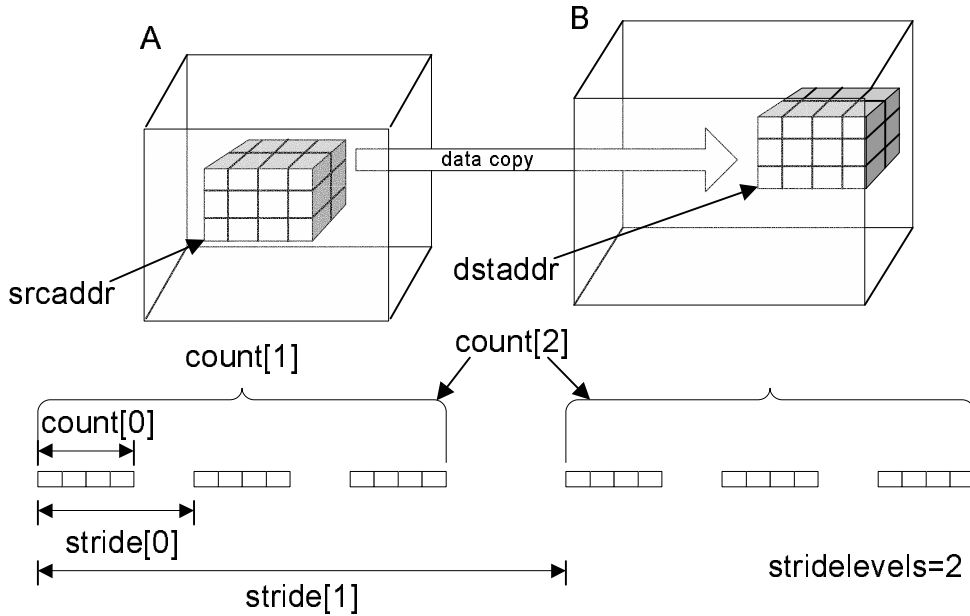 A
B
data copy
srcaddr
dstaddr
count[1]
count[2]
count[0]
stride[0]
stride[1]
stridelevels=2